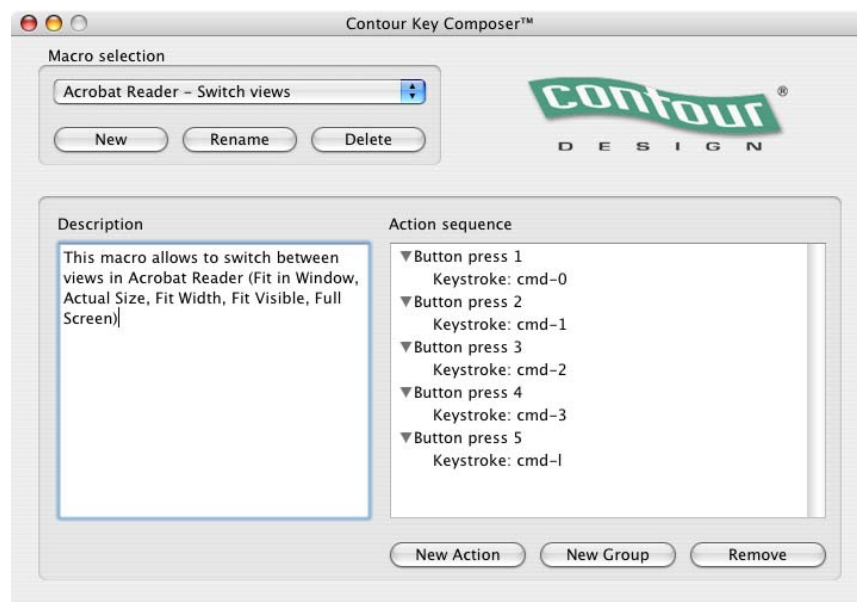 Contour Key Composer™
Macro selection
Acrobat Reader – Switch views
New Rename Delete
contour®
DESIGN
Description
This macro allows to switch between
views in Acrobat Reader (Fit in Window,
Actual Size, Fit Width, Fit Visible, Full
Screen)
Action sequence
Button press 1
Keystroke: cmd-0
Button press 2
Keystroke: cmd-1
Button press 3
Keystroke: cmd-2
Button press 4
Keystroke: cmd-3
Button press 5
Keystroke: cmd-l
New Action New Group Remove